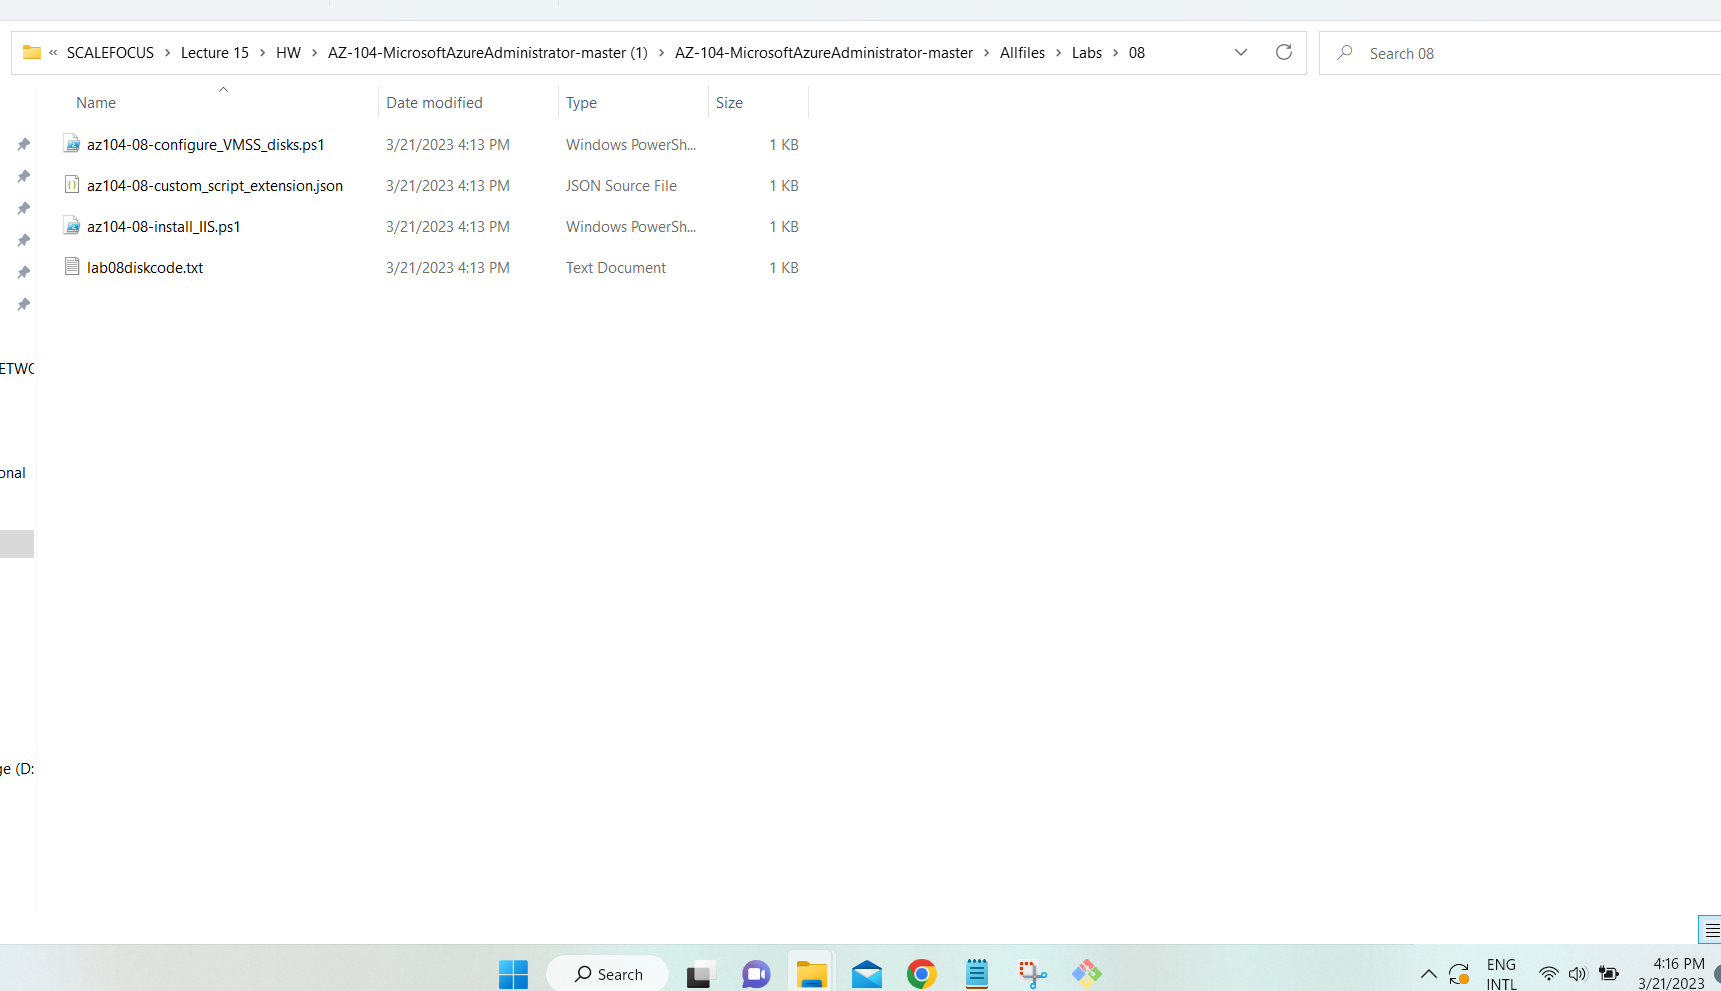 « SCALEFOCUS > Lecture 15 > HW > AZ-104-MicrosoftAzureAdministrator-master (1) > AZ-104-MicrosoftAzureAdministrator-master > Allfiles > Labs > 08
Search 08
Name Date modified Type Size
az104-08-configure_VMSS_disks.ps1 3/21/2023 4:13 PM Windows PowerSh... 1 KB
az104-08-custom_script_extension.json 3/21/2023 4:13 PM JSON Source File 1 KB
az104-08-install_IIS.ps1 3/21/2023 4:13 PM Windows PowerSh... 1 KB
lab08diskcode.txt 3/21/2023 4:13 PM Text Document 1 KB
onal
ge (D:
Search
ENG
INTL
4:16 PM
3/21/2023